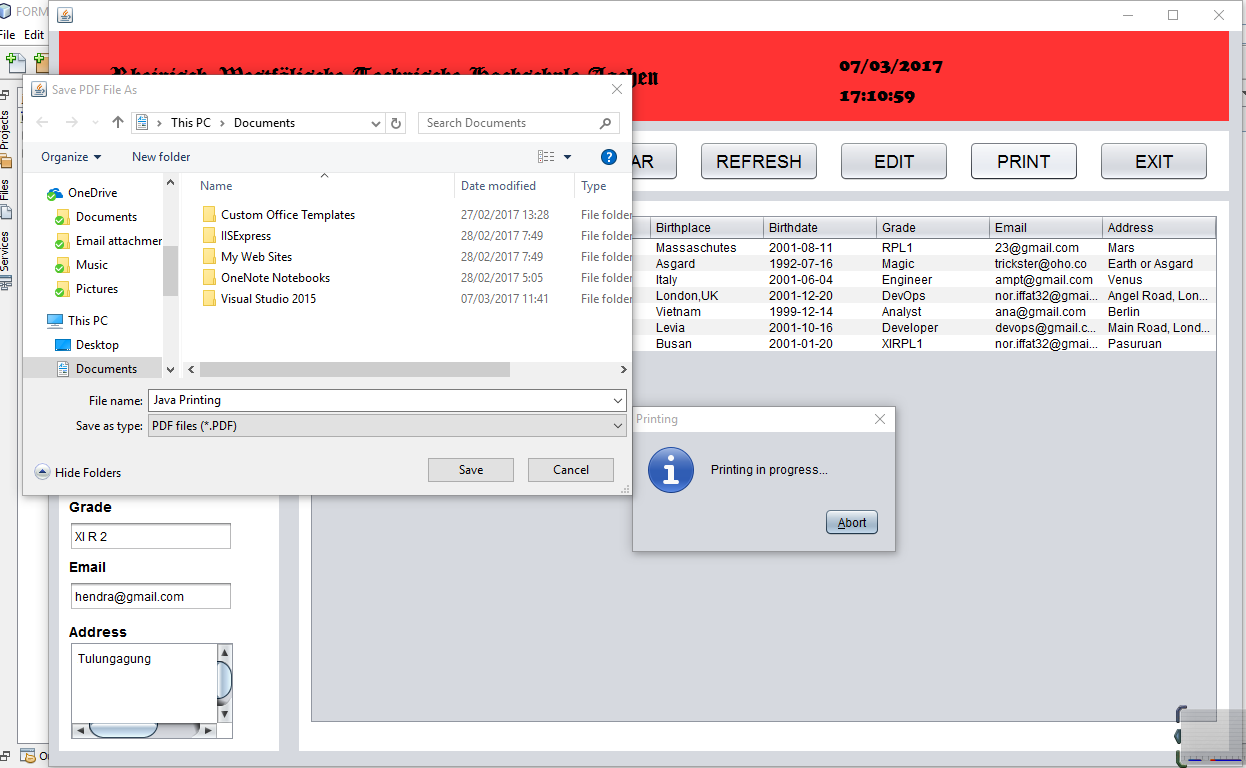 FORM
File Edit
Rheinisch-Westfälische Technische Hochschule Aachen
07/03/2017
17:10:59
Save PDF File As
This PC > Documents
Search Documents
Organize
New folder
AR
REFRESH
EDIT
PRINT
EXIT
Projects
Files
Services
Name Date modified Type
OneDrive
Documents
Email attachmer
Music
Pictures
This PC
Desktop
Documents
Custom Office Templates 27/02/2017 13:28 File folder
IISExpress 28/02/2017 7:49 File folder
My Web Sites 28/02/2017 7:49 File folder
OneNote Notebooks 28/02/2017 5:05 File folder
Visual Studio 2015 07/03/2017 11:41 File folder
File name: Java Printing
Save as type: PDF files (*.PDF)
Hide Folders
Save
Cancel
Birthplace Birthdate Grade Email Address
Massaschutes 2001-08-11 RPL1 23@gmail.com Mars
Asgard 1992-07-16 Magic trickster@oho.co Earth or Asgard
Italy 2001-06-04 Engineer ampt@gmail.com Venus
London,UK 2001-12-20 DevOps nor.iffat32@gmai... Angel Road, Lon...
Vietnam 1999-12-14 Analyst ana@gmail.com Berlin
Levia 2001-10-16 Developer devops@gmail.c... Main Road, Lond...
Busan 2001-01-20 XIRPL1 nor.iffat32@gmai... Pasuruan
Printing
Printing in progress...
Abort
Grade
XI R 2
Email
hendra@gmail.com
Address
Tulungagung